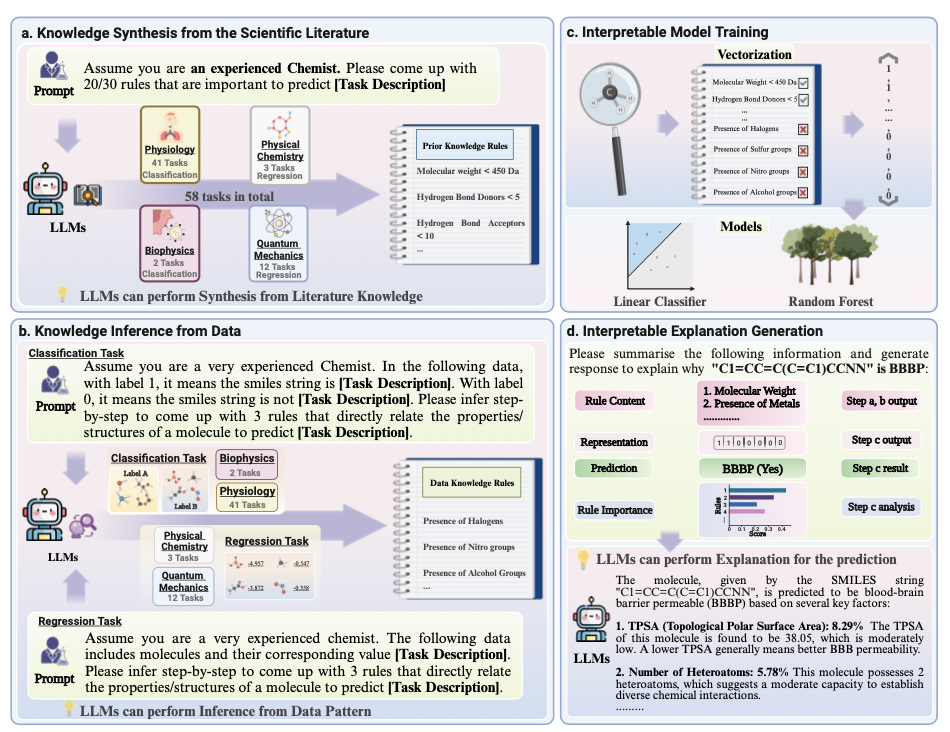 a. Knowledge Synthesis from the Scientific Literature
Prompt
Assume you are an experienced Chemist. Please come up with
20/30 rules that are important to predict [Task Description]
LLMs
Physiology
41 Tasks
Classification
Physical
Chemistry
3 Tasks
Regression
58 tasks in total
Biophysics
2 Tasks
Classification
Quantum
Mechanics
12 Tasks
Regression
Prior Knowledge Rules
Molecular weight < 450 Da
Hydrogen Bond Donors < 5
Hydrogen Bond Acceptors
< 10
...
LLMs can perform Synthesis from Literature Knowledge
b. Knowledge Inference from Data
Classification Task
Prompt
Assume you are a very experienced Chemist. In the following data,
with label 1, it means the smiles string is [Task Description]. With label
0, it means the smiles string is not [Task Description]. Please infer step-
by-step to come up with 3 rules that directly relate the properties/
structures of a molecule to predict [Task Description].
LLMs
Classification Task
Label A
Label B
Biophysics
2 Tasks
Physiology
41 Tasks
Physical
Chemistry
3 Tasks
Quantum
Mechanics
12 Tasks
Regression Task
-4.957
-0.547
-3.872
-0.358
Data Knowledge Rules
Presence of Halogens
Presence of Nitro groups
Presence of Alcohol Groups
...
Regression Task
Prompt
Assume you are a very experienced chemist. The following data
includes molecules and their corresponding value [Task Description].
Please infer step-by-step to come up with 3 rules that directly relate
the properties/structures of a molecule to predict [Task Description].
LLMs can perform Inference from Data Pattern
c. Interpretable Model Training
Vectorization
C
H
H
H
H
Molecular Weight < 450 Da
Hydrogen Bond Donors < 5
...
...
Presence of Halogens
Presence of Sulfur groups
Presence of Nitro groups
Presence of Alcohol groups
1
,
1
,
...
,
0
,
0
,
0
Models
Linear Classifier
Random Forest
d. Interpretable Explanation Generation
Please summarise the following information and generate
response to explain why "C1=CC=C(C=C1)CCNN" is BBBP:
Rule Content
1. Molecular Weight
2. Presence of Metals
.............
Step a, b output
Representation
1 1 0 0 0 0 0
Step c output
Prediction
BBBP (Yes)
Step c result
Rule Importance
Rules
1
2
3
4
0 0.1 0.2 0.3 0.4
Score
Step c analysis
LLMs can perform Explanation for the prediction
LLMs
The molecule, given by the SMILES string
"C1=CC=C(C=C1)CCNN", is predicted to be blood-brain
barrier permeable (BBBP) based on several key factors:
1. TPSA (Topological Polar Surface Area): 8.29% The TPSA
of this molecule is found to be 38.05, which is moderately
low. A lower TPSA generally means better BBB permeability.
2. Number of Heteroatoms: 5.78% This molecule possesses 2
heteroatoms, which suggests a moderate capacity to establish
diverse chemical interactions.
.........